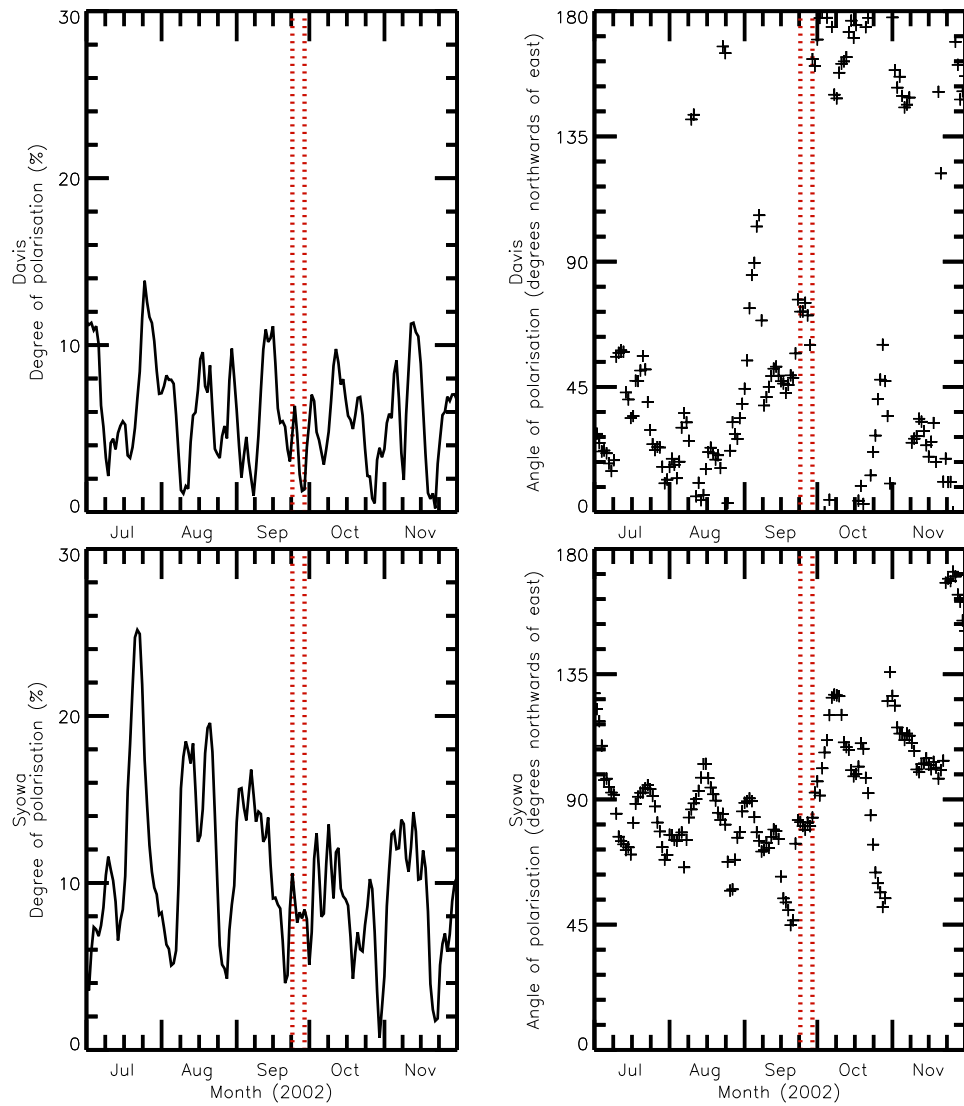 30
20
10
0
Davis
Degree of polarisation (%)
Jul Aug Sep Oct Nov
180
135
90
45
0
Davis
Angle of polarisation (degrees northwards of east)
Jul Aug Sep Oct Nov
30
20
10
0
Syowa
Degree of polarisation (%)
Jul Aug Sep Oct Nov
Month (2002)
180
135
90
45
0
Syowa
Angle of polarisation (degrees northwards of east)
Jul Aug Sep Oct Nov
Month (2002)